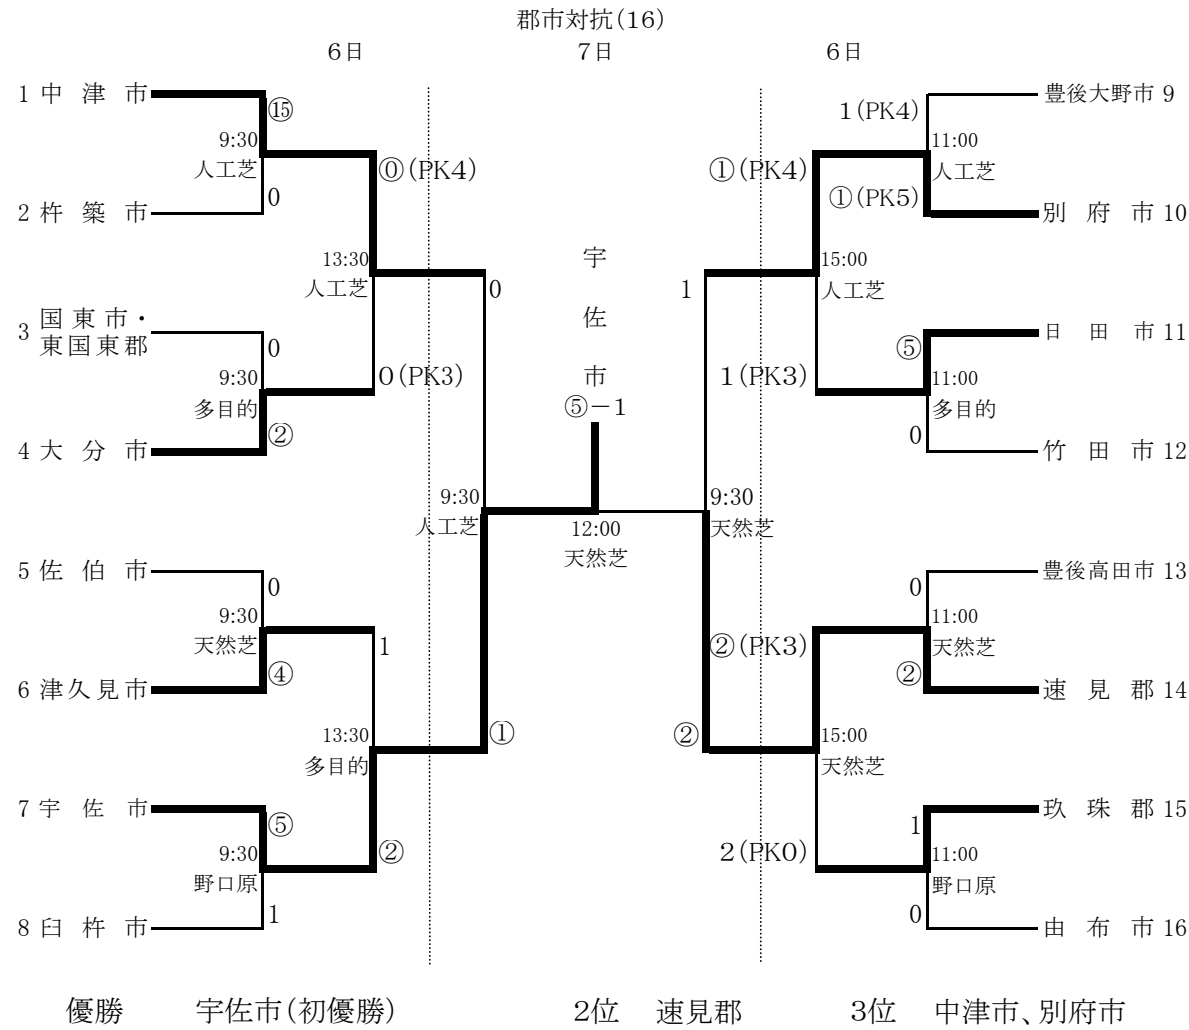 郡市対抗(16)
6日
7日
6日
1 中津市
⑮
9:30
人工芝
0
2 杵築市
⓪(PK4)
13:30
人工芝
3 国東市・
東国東郡
0
9:30
多目的
②
4 大分市
0(PK3)
0
9:30
人工芝
5 佐伯市
0
9:30
天然芝
④
6 津久見市
1
13:30
多目的
①
7 宇佐市
⑤
9:30
野口原
1
8 臼杵市
②
宇佐市
⑤－1
12:00
天然芝
豊後大野市 9
1(PK4)
11:00
人工芝
①(PK5)
別府市 10
①(PK4)
15:00
人工芝
1
日田市 11
⑤
11:00
多目的
0
竹田市 12
1(PK3)
9:30
天然芝
豊後高田市 13
0
11:00
天然芝
②
速見郡 14
②(PK3)
15:00
天然芝
②
玖珠郡 15
1
11:00
野口原
0
由布市 16
2(PK0)
優勝 宇佐市(初優勝) 2位 速見郡 3位 中津市、別府市